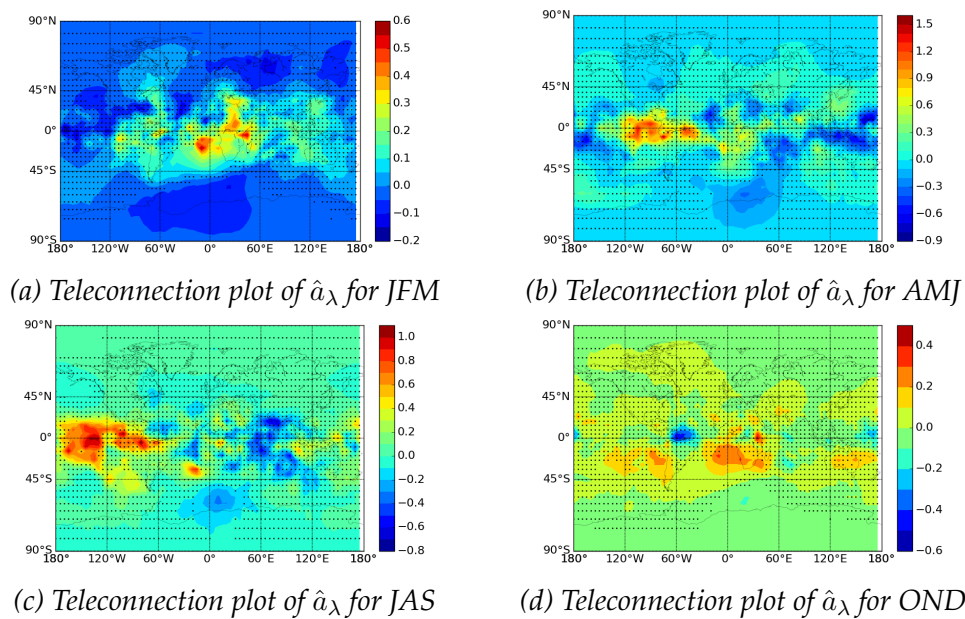 90°N
45°N
0°
45°S
90°S
180° 120°W 60°W 0° 60°E 120°E 180°
0.6
0.5
0.4
0.3
0.2
0.1
0.0
−0.1
−0.2
(a) Teleconnection plot of âλ for JFM
90°N
45°N
0°
45°S
90°S
180° 120°W 60°W 0° 60°E 120°E 180°
1.5
1.2
0.9
0.6
0.3
0.0
−0.3
−0.6
−0.9
(b) Teleconnection plot of âλ for AMJ
90°N
45°N
0°
45°S
90°S
180° 120°W 60°W 0° 60°E 120°E 180°
1.0
0.8
0.6
0.4
0.2
0.0
−0.2
−0.4
−0.6
−0.8
(c) Teleconnection plot of âλ for JAS
90°N
45°N
0°
45°S
90°S
180° 120°W 60°W 0° 60°E 120°E 180°
0.4
0.2
0.0
−0.2
−0.4
−0.6
(d) Teleconnection plot of âλ for OND